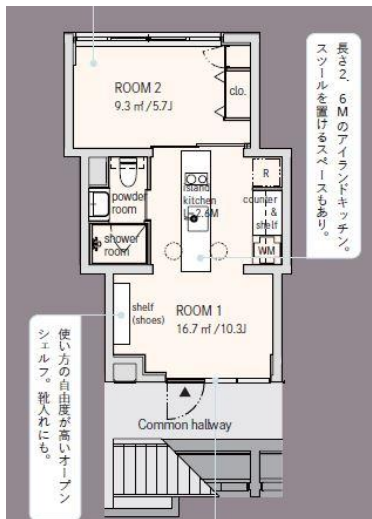 ROOM 2
9.3 ㎡/5.7J
clo.
長さ2．6Mのアイランドキッチン。
スツールを置けるスペースもあり。
powder
room
island
kitchen
L=2.6M
R
counter
&
shelf
shower
room
WM
shelf
(shoes)
ROOM 1
16.7 ㎡/10.3J
使い方の自由度が高いオープン
シェルフ。靴入れにも。
Common hallway